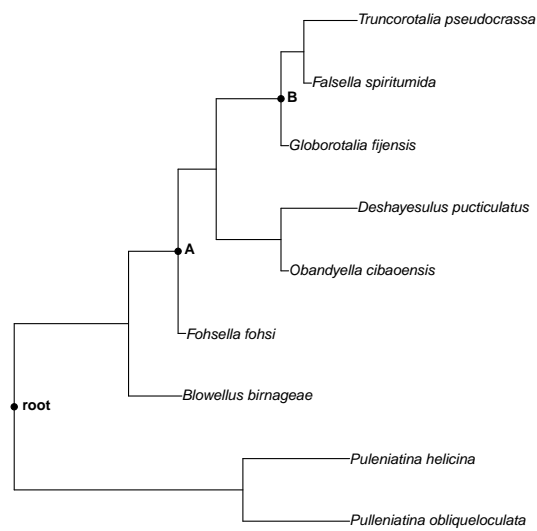 Truncorotalia pseudocrassa
Falsella spiritumida
B
Globorotalia fijensis
Deshayesulus pucticulatus
A
Obandyella cibaoensis
Fohsella fohsi
Blowellus birnageae
root
Puleniatina helicina
Pulleniatina obliqueloculata